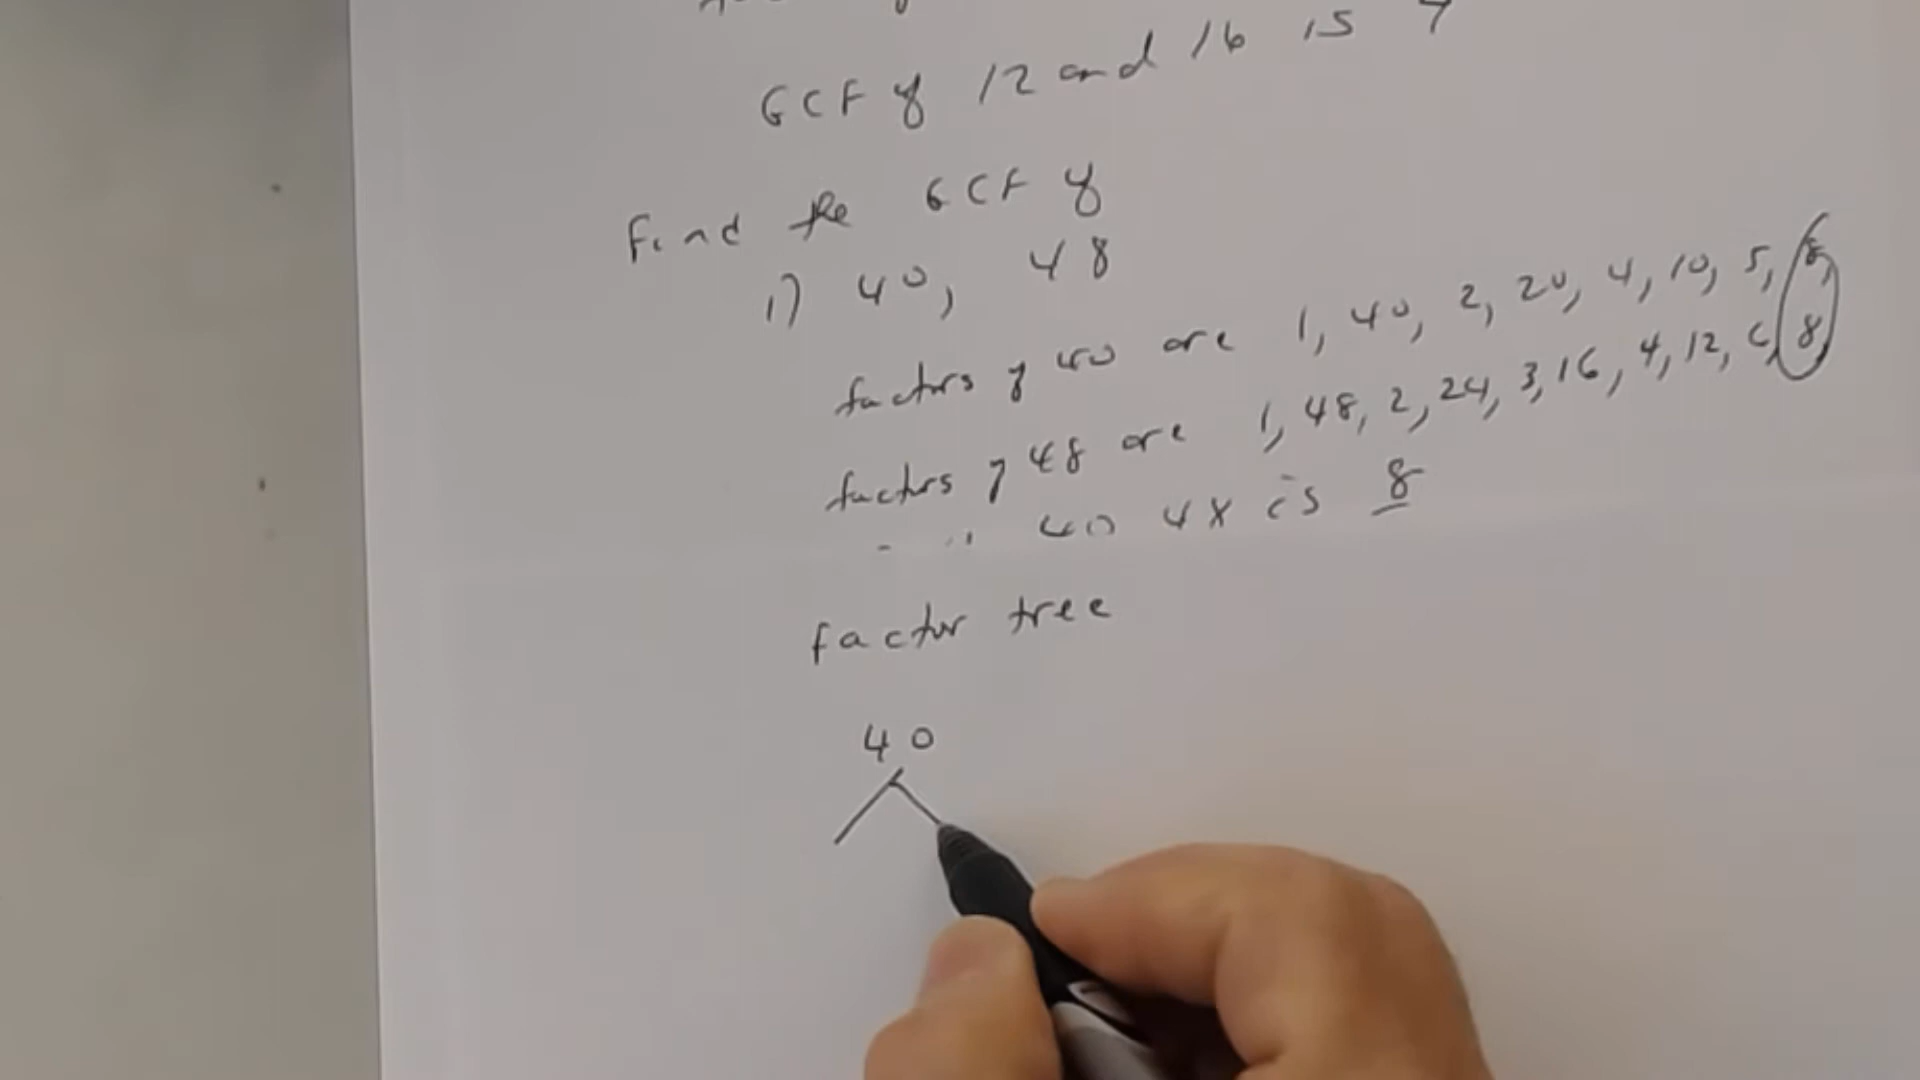 GCF of 12 and 16 is
Find the GCF of
1) 40, 48
factors of 40 are 1, 40, 2, 20, 4, 10, 5, 8,
factors of 48 are 1, 48, 2, 24, 3, 16, 4, 12, 6, 8,
40 48 is 8
factor tree
40